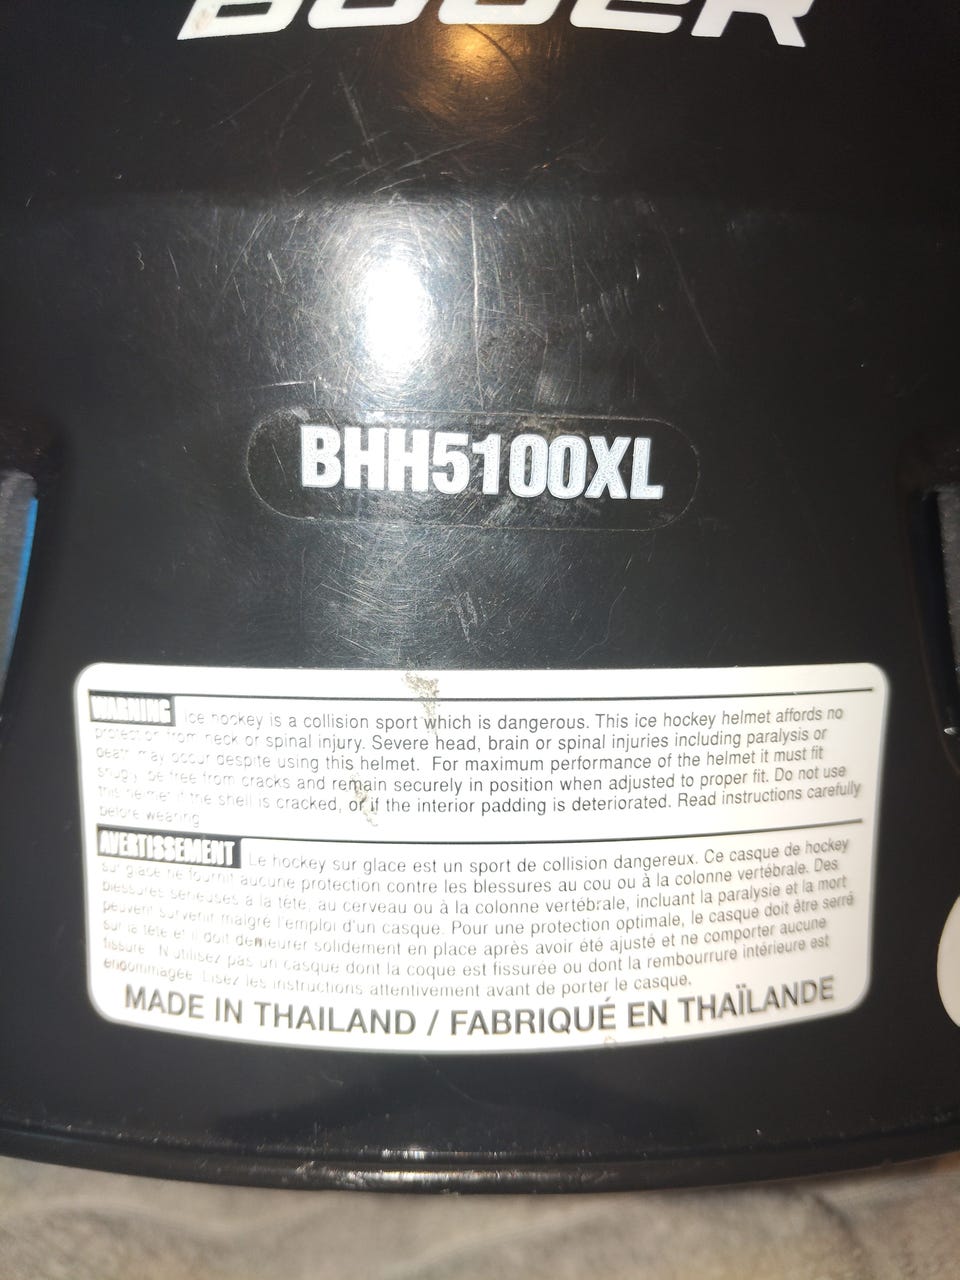 BAUER
BHH5100XL
WARNING Ice hockey is a collision sport which is dangerous. This ice hockey helmet affords no
protection from neck or spinal injury. Severe head, brain or spinal injuries including paralysis or
death may occur despite using this helmet. For maximum performance of the helmet it must fit
snugly, be free from cracks and remain securely in position when adjusted to proper fit. Do not use
this helmet if the shell is cracked, or if the interior padding is deteriorated. Read instructions carefully
before wearing.
AVERTISSEMENT Le hockey sur glace est un sport de collision dangereux. Ce casque de hockey
sur glace ne fournit aucune protection contre les blessures au cou ou à la colonne vertébrale. Des
blessures sérieuses à la tête, au cerveau ou à la colonne vertébrale, incluant la paralysie et la mort
peuvent survenir malgré l'emploi d'un casque. Pour une protection optimale, le casque doit être serré
sur la tête et il doit demeurer solidement en place après avoir été ajusté et ne comporter aucune
fissure. N'utilisez pas un casque dont la coque est fissurée ou dont la rembourrure intérieure est
endommagée. Lisez les instructions attentivement avant de porter le casque.
MADE IN THAILAND / FABRIQUÉ EN THAÏLANDE